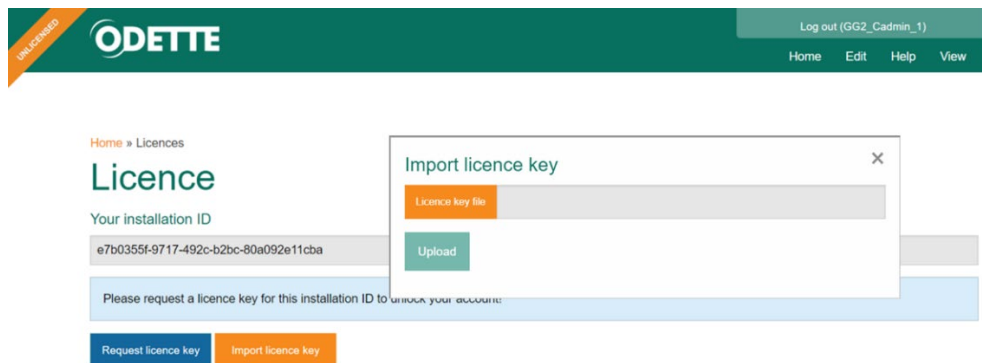 UNLICENSED
ODETTE
Log out (GG2_Cadmin_1)
Home Edit Help View
Home » Licences
Licence
Your installation ID
e7b0355f-9717-492c-b2bc-80a092e11cba
Please request a licence key for this installation ID to unlock your account!
Request licence key Import licence key
Import licence key
×
Licence key file
Upload